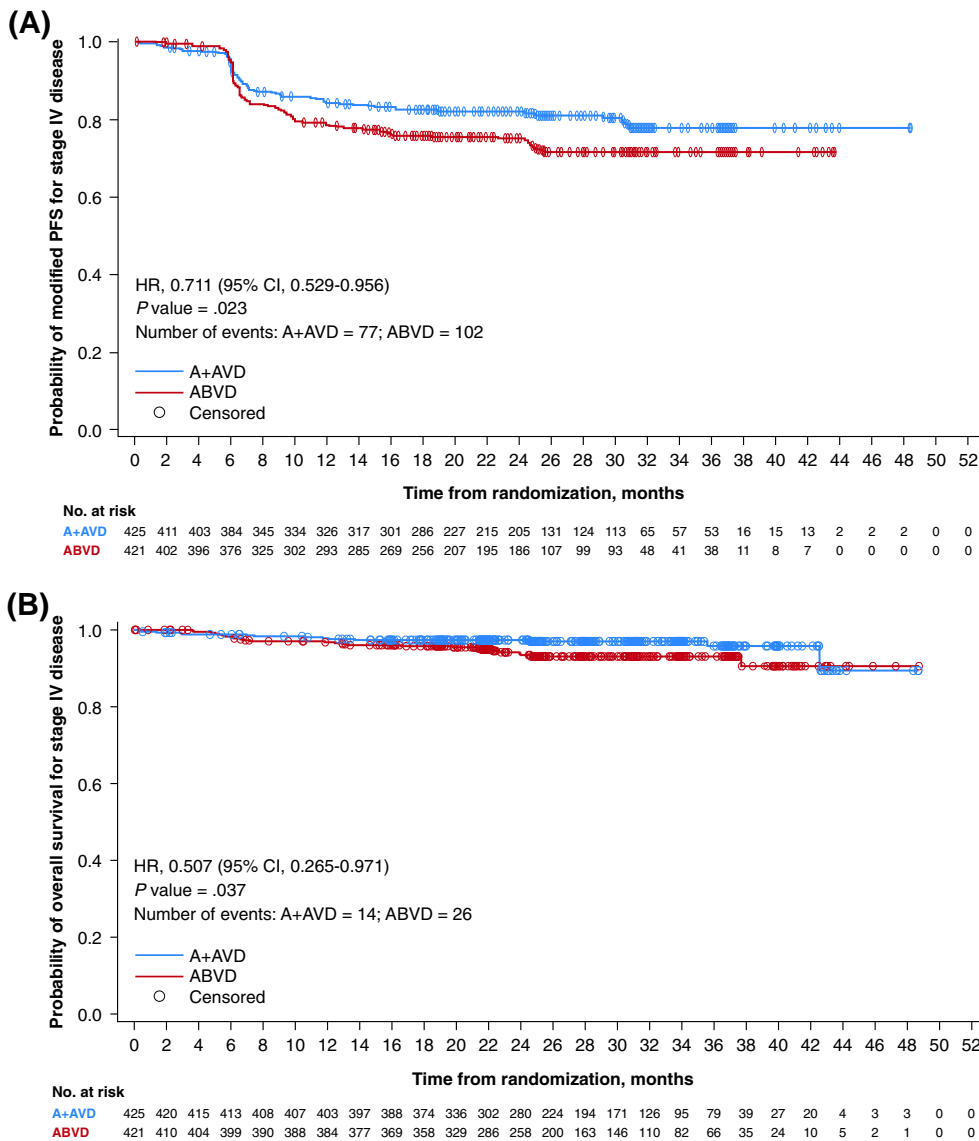 (A)
Probability of modified PFS for stage IV disease
1.0
0.8
0.6
0.4
0.2
0.0
HR, 0.711 (95% CI, 0.529-0.956)
P value = .023
Number of events: A+AVD = 77; ABVD = 102
A+AVD
ABVD
Censored
0 2 4 6 8 10 12 14 16 18 20 22 24 26 28 30 32 34 36 38 40 42 44 46 48 50 52
Time from randomization, months
No. at risk
A+AVD 425 411 403 384 345 334 326 317 301 286 227 215 205 131 124 113 65 57 53 16 15 13 2 2 2 0 0
ABVD 421 402 396 376 325 302 293 285 269 256 207 195 186 107 99 93 48 41 38 11 8 7 0 0 0 0 0
(B)
Probability of overall survival for stage IV disease
1.0
0.8
0.6
0.4
0.2
0.0
HR, 0.507 (95% CI, 0.265-0.971)
P value = .037
Number of events: A+AVD = 14; ABVD = 26
A+AVD
ABVD
Censored
0 2 4 6 8 10 12 14 16 18 20 22 24 26 28 30 32 34 36 38 40 42 44 46 48 50 52
Time from randomization, months
No. at risk
A+AVD 425 420 415 413 408 407 403 397 388 374 336 302 280 224 194 171 126 95 79 39 27 20 4 3 3 0 0
ABVD 421 410 404 399 390 388 384 377 369 358 329 286 258 200 163 146 110 82 66 35 24 10 5 2 1 0 0